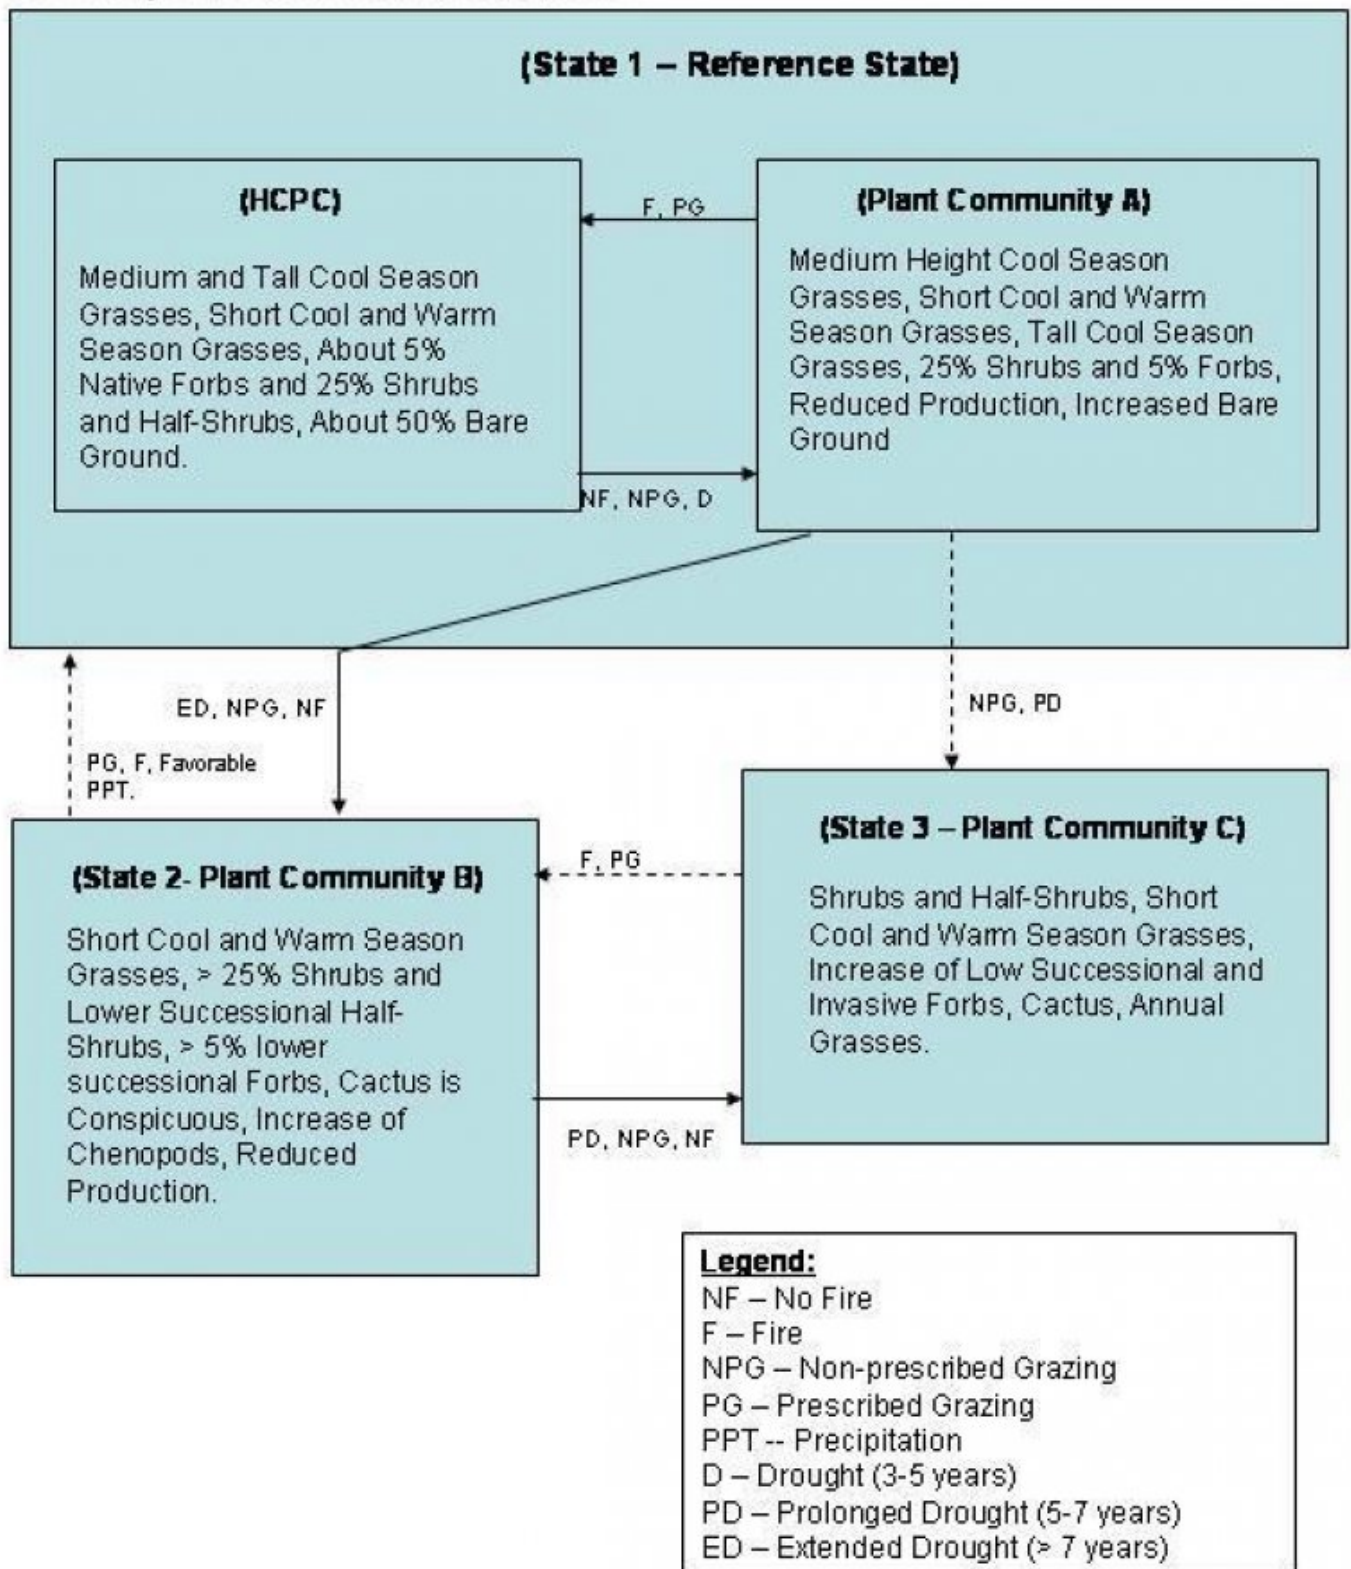 (State 1 – Reference State)
(HCPC)
Medium and Tall Cool Season
Grasses, Short Cool and Warm
Season Grasses, About 5%
Native Forbs and 25% Shrubs
and Half-Shrubs, About 50% Bare
Ground.
F, PG
NF, NPG, D
(Plant Community A)
Medium Height Cool Season
Grasses, Short Cool and Warm
Season Grasses, Tall Cool Season
Grasses, 25% Shrubs and 5% Forbs,
Reduced Production, Increased Bare
Ground
ED, NPG, NF
NPG, PD
PG, F, Favorable
PPT.
(State 2- Plant Community B)
Short Cool and Warm Season
Grasses, > 25% Shrubs and
Lower Successional Half-
Shrubs, > 5% lower
successional Forbs, Cactus is
Conspicuous, Increase of
Chenopods, Reduced
Production.
F, PG
PD, NPG, NF
(State 3 – Plant Community C)
Shrubs and Half-Shrubs, Short
Cool and Warm Season Grasses,
Increase of Low Successional and
Invasive Forbs, Cactus, Annual
Grasses.
Legend:
NF – No Fire
F – Fire
NPG – Non-prescribed Grazing
PG – Prescribed Grazing
PPT -- Precipitation
D – Drought (3-5 years)
PD – Prolonged Drought (5-7 years)
ED – Extended Drought (> 7 years)